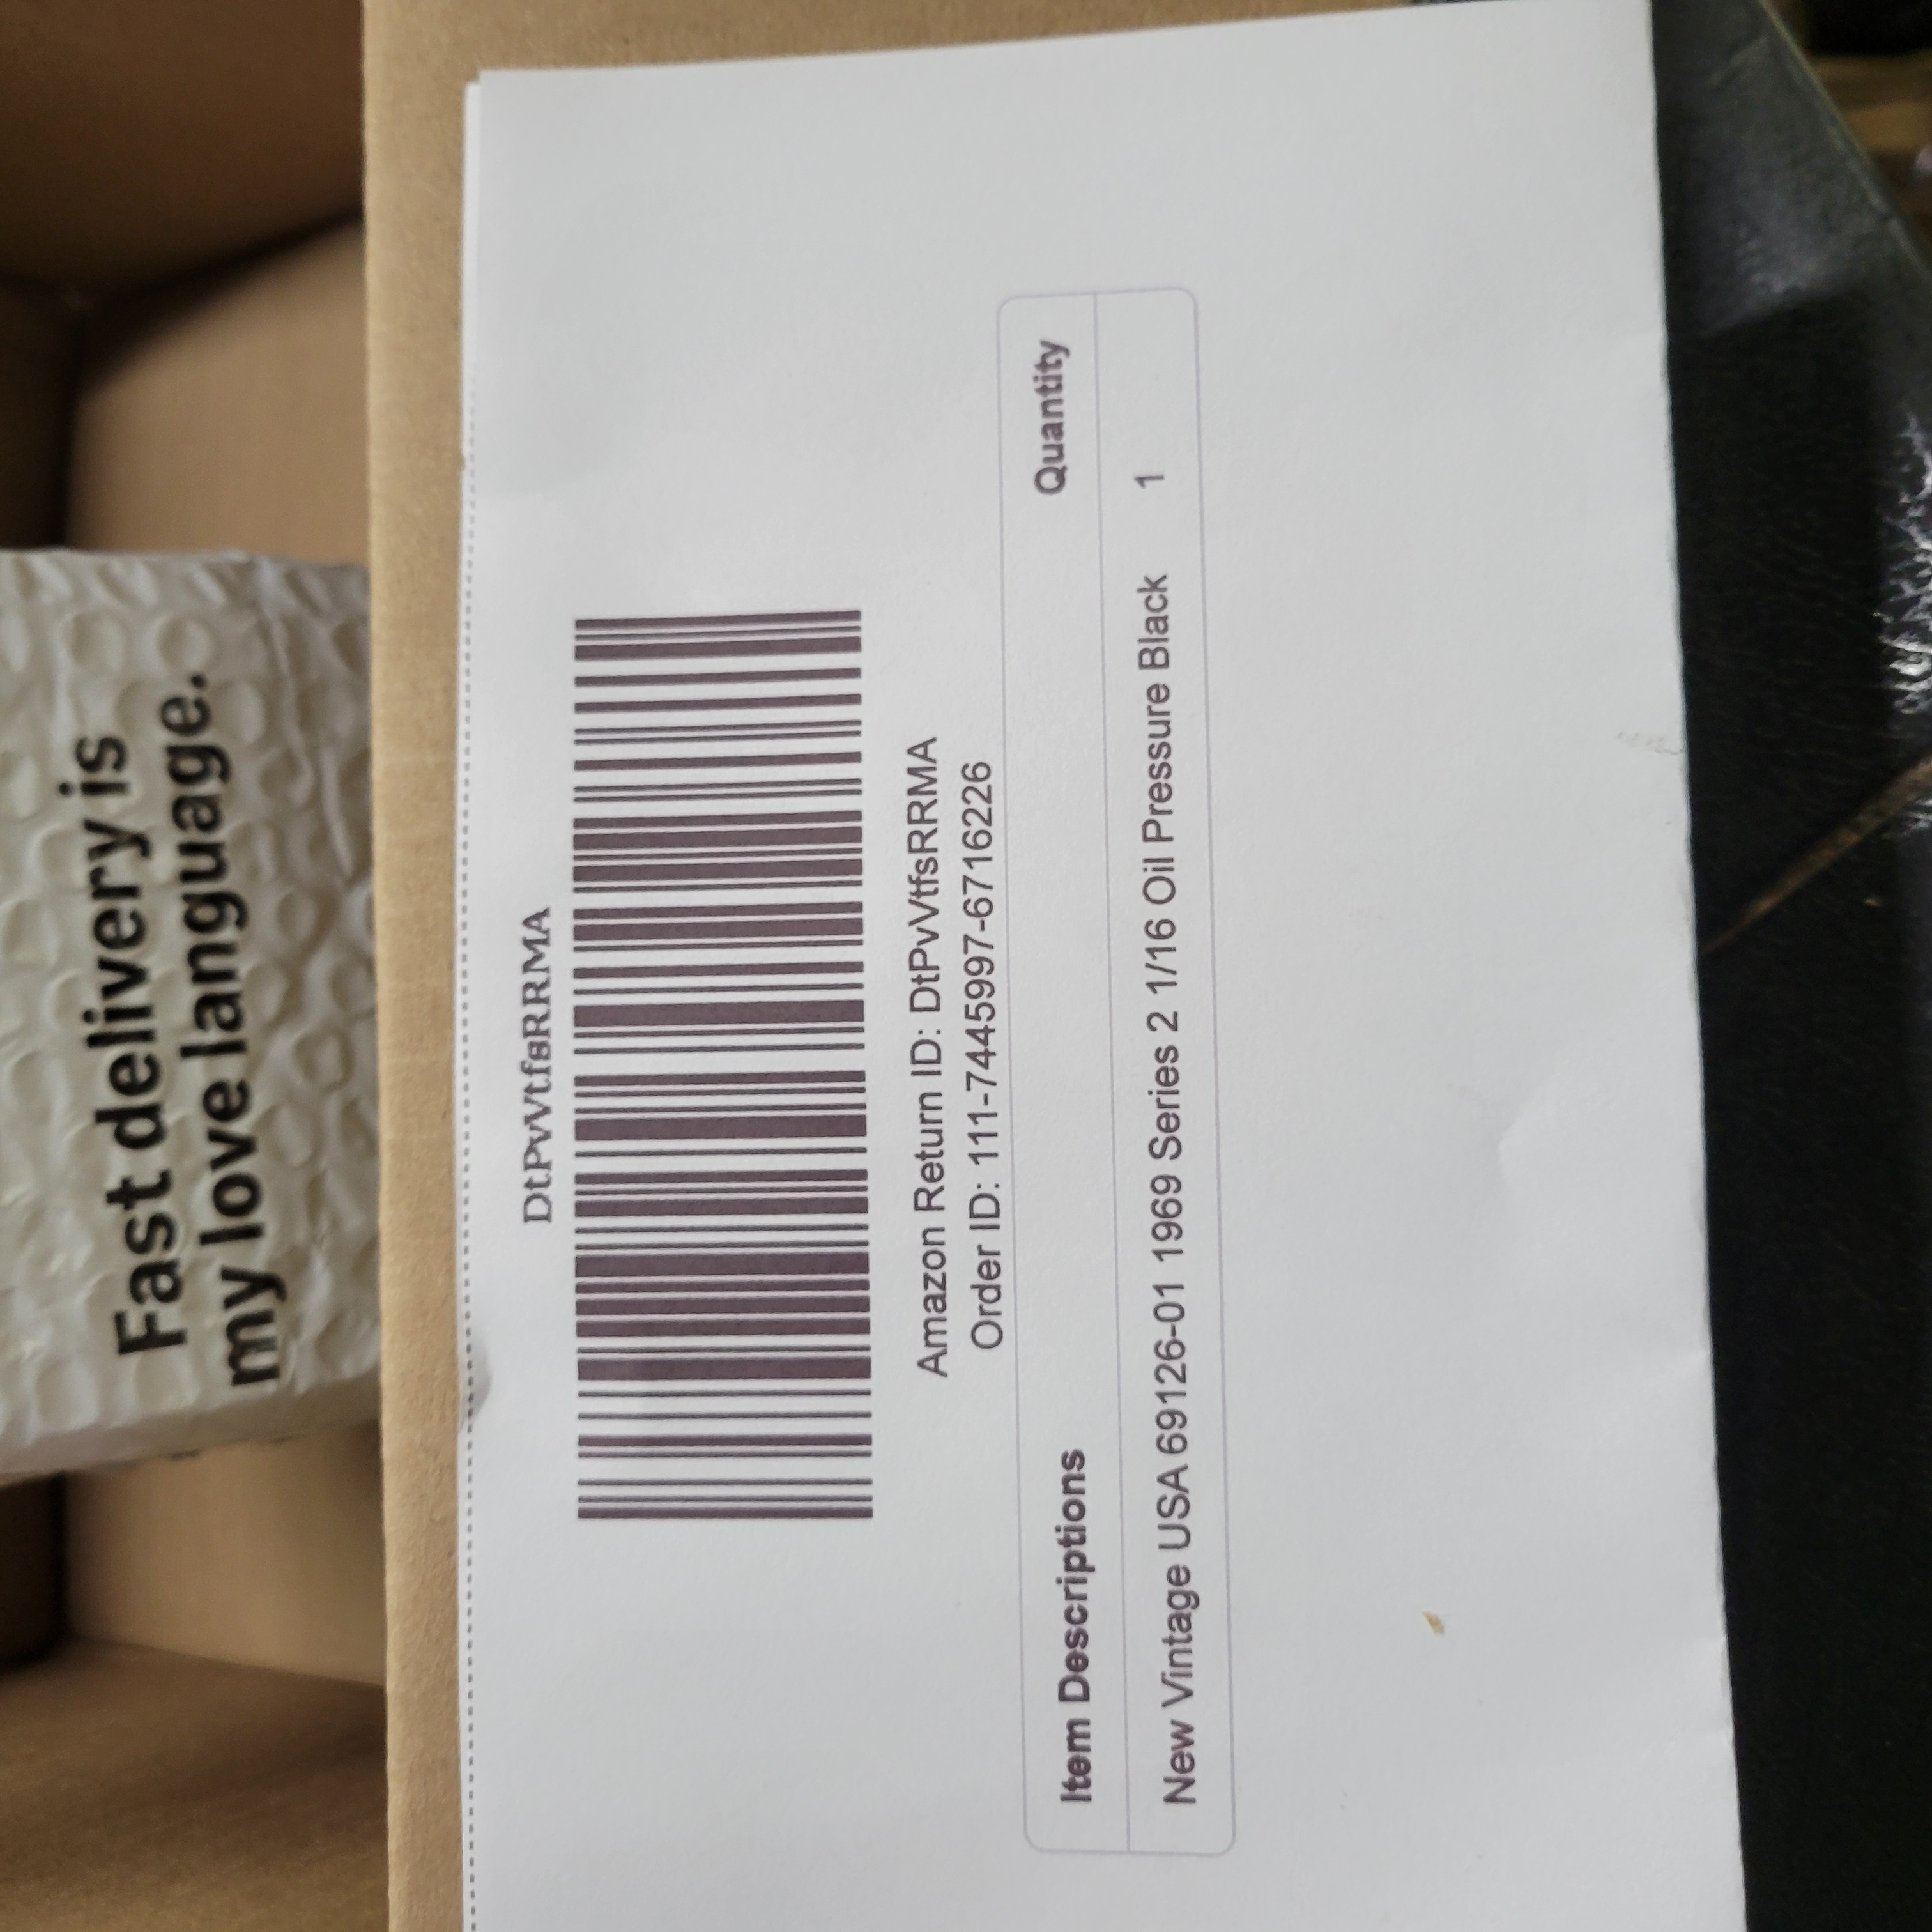 Fast delivery is
my love language.
DtPvVtfsRRMA
Amazon Return ID: DtPvVtfsRRMA
Order ID: 111-7445997-6716226
Item Descriptions Quantity
New Vintage USA 69126-01 1969 Series 2 1/16 Oil Pressure Black 1